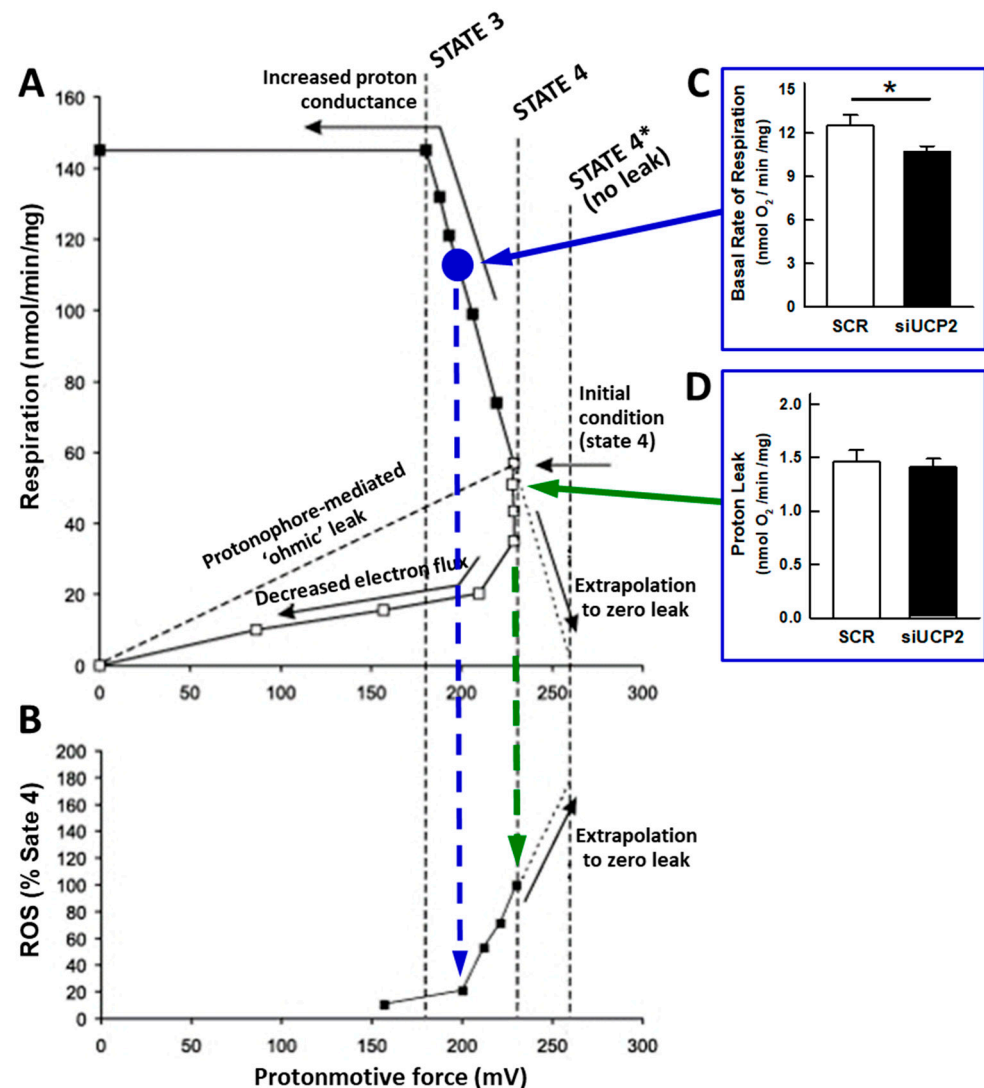 A
STATE 3
STATE 4
STATE 4*
(no leak)
Increased proton
conductance
Respiration (nmol/min/mg)
160
140
120
100
80
60
40
20
0
Initial
condition
(state 4)
Protonophore-mediated
'ohmic' leak
Decreased electron flux
Extrapolation
to zero leak
0
50
100
150
200
250
300
B
ROS (% Sate 4)
200
180
160
140
120
100
80
60
40
20
0
Extrapolation
to zero leak
0
50
100
150
200
250
300
Protonmotive force (mV)
C
Basal Rate of Respiration
(nmol O2 / min /mg)
15
12
9
12
3
0
*
SCR
siUCP2
D
Proton Leak
(nmol O2 /min /mg)
2.0
1.5
1.0
0.5
0.0
SCR
siUCP2